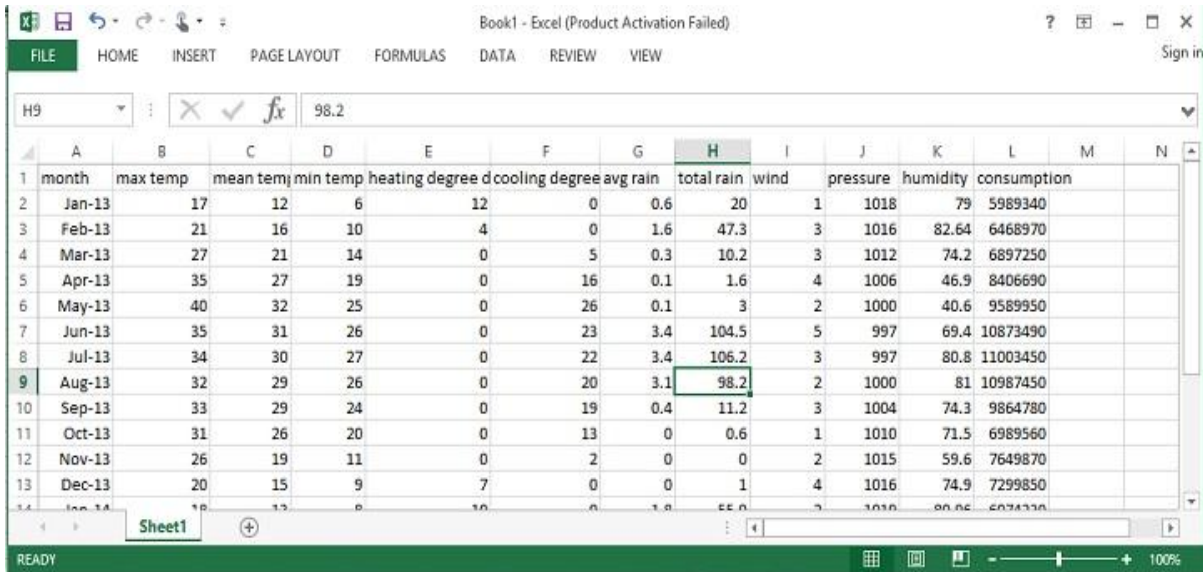 Book1 - Excel (Product Activation Failed)
FILE HOME INSERT PAGE LAYOUT FORMULAS DATA REVIEW VIEW Sign in
H9 fx 98.2
A B C D E F G H I J K L M N
1 month max temp mean tem min temp heating degree d cooling degree avg rain total rain wind pressure humidity consumption
2 Jan-13 17 12 6 12 0 0.6 20 1 1018 79 5989340
3 Feb-13 21 16 10 4 0 1.6 47.3 3 1016 82.64 6468970
4 Mar-13 27 21 14 0 5 0.3 10.2 3 1012 74.2 6897250
5 Apr-13 35 27 19 0 16 0.1 1.6 4 1006 46.9 8406690
6 May-13 40 32 25 0 26 0.1 3 2 1000 40.6 9589950
7 Jun-13 35 31 26 0 23 3.4 104.5 5 997 69.4 10873490
8 Jul-13 34 30 27 0 22 3.4 106.2 3 997 80.8 11003450
9 Aug-13 32 29 26 0 20 3.1 98.2 2 1000 81 10987450
10 Sep-13 33 29 24 0 19 0.4 11.2 3 1004 74.3 9864780
11 Oct-13 31 26 20 0 13 0 0.6 1 1010 71.5 6989560
12 Nov-13 26 19 11 0 2 0 0 2 1015 59.6 7649870
13 Dec-13 20 15 9 7 0 0 1 4 1016 74.9 7299850
Sheet1
READY 100%